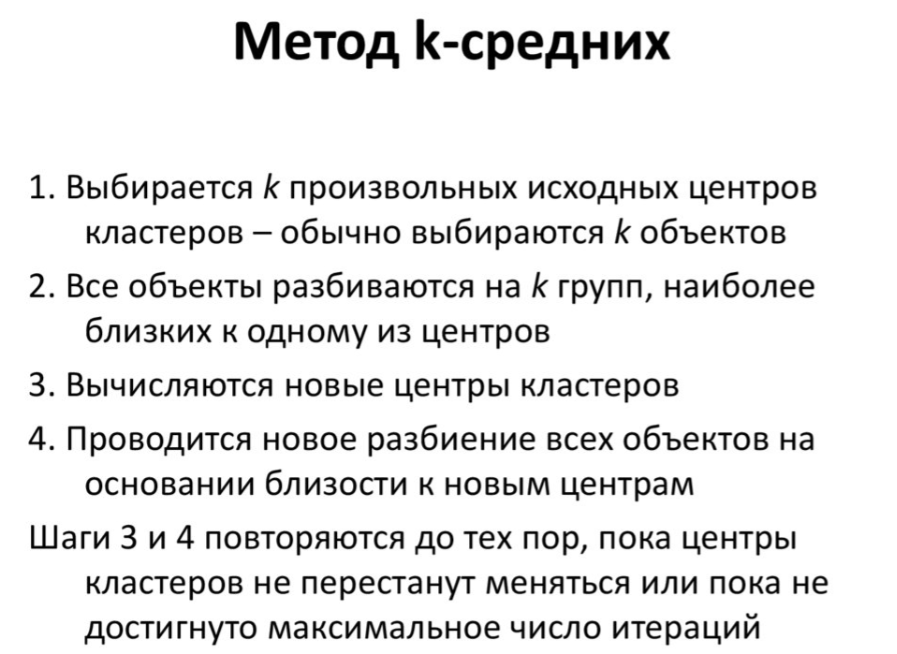 Метод k-средних
1. Выбирается k произвольных исходных центров
кластеров – обычно выбираются k объектов
2. Все объекты разбиваются на k групп, наиболее
близких к одному из центров
3. Вычисляются новые центры кластеров
4. Проводится новое разбиение всех объектов на
основании близости к новым центрам
Шаги 3 и 4 повторяются до тех пор, пока центры
кластеров не перестанут меняться или пока не
достигнуто максимальное число итераций